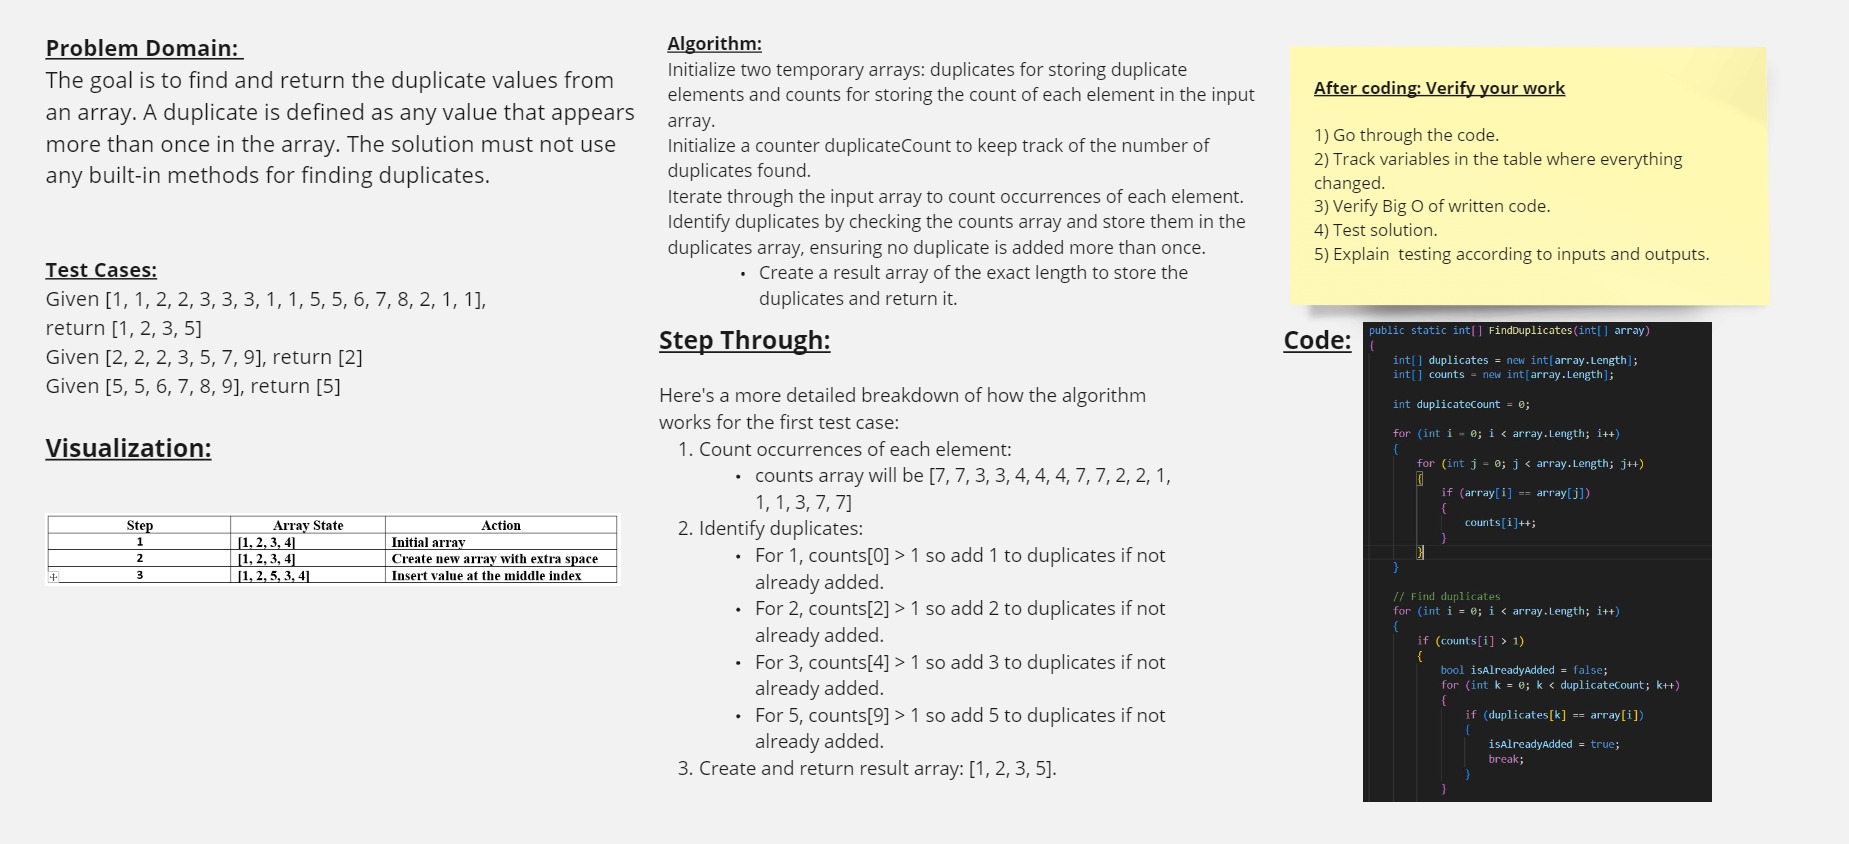 Problem Domain:
The goal is to find and return the duplicate values from
an array. A duplicate is defined as any value that appears
more than once in the array. The solution must not use
any built-in methods for finding duplicates.
Test Cases:
Given [1, 1, 2, 2, 3, 3, 3, 1, 1, 5, 5, 6, 7, 8, 2, 1, 1],
return [1, 2, 3, 5]
Given [2, 2, 2, 3, 5, 7, 9], return [2]
Given [5, 5, 6, 7, 8, 9], return [5]
Visualization:
Step Array State Action
1 [1, 2, 3, 4] Initial array
2 [1, 2, 3, 4] Create new array with extra space
3 [1, 2, 5, 3, 4] Insert value at the middle index
Algorithm:
Initialize two temporary arrays: duplicates for storing duplicate
elements and counts for storing the count of each element in the input
array.
Initialize a counter duplicateCount to keep track of the number of
duplicates found.
Iterate through the input array to count occurrences of each element.
Identify duplicates by checking the counts array and store them in the
duplicates array, ensuring no duplicate is added more than once.
• Create a result array of the exact length to store the
duplicates and return it.
Step Through:
Here's a more detailed breakdown of how the algorithm
works for the first test case:
1. Count occurrences of each element:
• counts array will be [7, 7, 3, 3, 4, 4, 4, 7, 7, 2, 2, 1,
1, 1, 3, 7, 7]
2. Identify duplicates:
• For 1, counts[0] > 1 so add 1 to duplicates if not
already added.
• For 2, counts[2] > 1 so add 2 to duplicates if not
already added.
• For 3, counts[4] > 1 so add 3 to duplicates if not
already added.
• For 5, counts[9] > 1 so add 5 to duplicates if not
already added.
3. Create and return result array: [1, 2, 3, 5].
After coding: Verify your work
1) Go through the code.
2) Track variables in the table where everything
changed.
3) Verify Big O of written code.
4) Test solution.
5) Explain  testing according to inputs and outputs.
Code:
public static int[] FindDuplicates(int[] array)
{
int[] duplicates = new int[array.Length];
int[] counts = new int[array.Length];
int duplicateCount = 0;
for (int i = 0; i < array.Length; i++)
{
for (int j = 0; j < array.Length; j++)
{
if (array[i] == array[j])
{
counts[i]++;
}
}
}
// Find duplicates
for (int i = 0; i < array.Length; i++)
{
if (counts[i] > 1)
{
bool isAlreadyAdded = false;
for (int k = 0; k < duplicateCount; k++)
{
if (duplicates[k] == array[i])
{
isAlreadyAdded = true;
break;
}
}